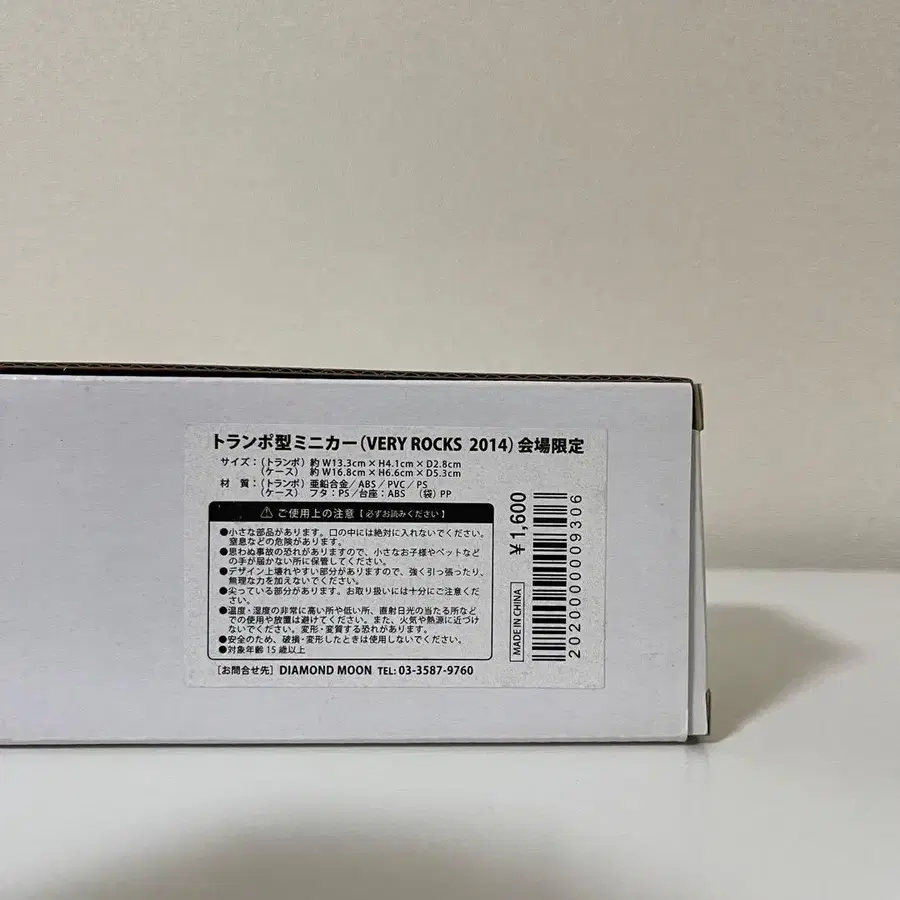 トランポ型ミニカー(VERY ROCKS 2014)会場限定
サイズ:(トランポ)約 W13.3cm×H4.1cm×D2.8cm
(ケース) 約 W16.8cm×H6.6cm×D5.3cm
材 質:(トランポ)亜鉛合金/ABS/PVC/PS
(ケース) フタ:PS/台座:ABS (袋)PP
⚠ ご使用上の注意【必ずお読みください】
●小さな部品があります。口の中には絶対に入れないでください。
窒息などの危険があります。
●思わぬ事故の恐れがありますので、小さなお子様やペットなど
の手が届かない所に保管してください。
●デザイン上壊れやすい部分がありますので、強く引っ張ったり、
無理な力を加えないでください。
●尖っている部分があります。お取り扱いには十分にご注意くだ
さい。
●温度・湿度の非常に高い所や低い所、直射日光の当たる所など
での使用や放置は避けてください。また、火気や熱源に近づけ
ないでください。変形・変質する恐れがあります。
●安全のため、破損・変形したときは使用しないでください。
●対象年齢15歳以上
[お問合せ先] DIAMOND MOON TEL: 03-3587-9760
¥1,600
MADE IN CHINA
2020000009306